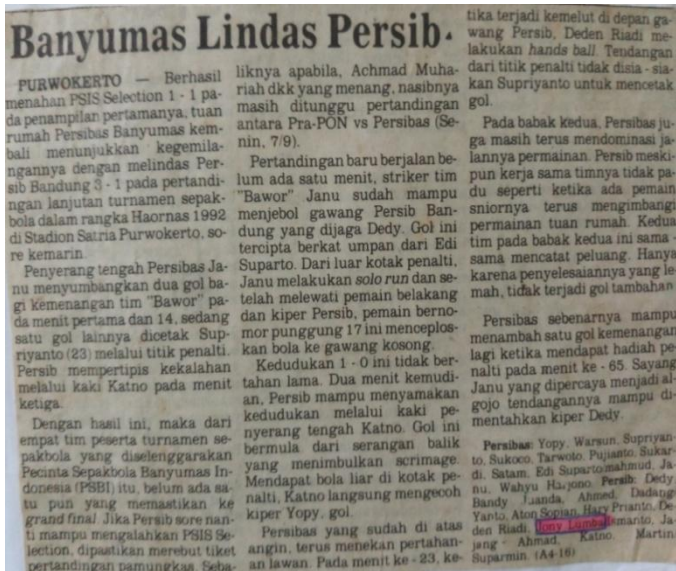 Banyumas Lindas Persib
PURWOKERTO — Berhasil
menahan PSIS Selection 1 - 1 pa-
da penampilan pertamanya, tuan
rumah Persibas Banyumas kem-
bali menunjukkan kegemila-
ngannya dengan melindas Per-
sib Bandung 3 - 1 pada pertandi-
ngan lanjutan turnamen sepak-
bola dalam rangka Haornas 1992
di Stadion Satria Purwokerto, so-
re kemarin.
Penyerang tengah Persibas Ja-
nu menyumbangkan dua gol ba-
gi kemenangan tim "Bawor" pa-
da menit pertama dan 14, sedang
satu gol lainnya dicetak Sup-
riyanto (23) melalui titik penalti.
Persib mempertipis kekalahan
melalui kaki Katno pada menit
ketiga.
Dengan hasil ini, maka dari
empat tim peserta turnamen se-
pakbola yang diselenggarakan
Pecinta Sepakbola Banyumas In-
donesia (PSBI) itu, belum ada sa-
tu pun yang memastikan ke
grand final. Jika Persib sore nan-
ti mampu mengalahkan PSIS Se-
lection, dipastikan merebut tiket
pertandingan pamungkas. Seba-
liknya apabila, Achmad Muha-
riah dkk yang menang, nasibnya
masih ditunggu pertandingan
antara Pra-PON vs Persibas (Se-
nin, 7/9).
Pertandingan baru berjalan be-
lum ada satu menit, striker tim
"Bawor" Janu sudah mampu
menjebol gawang Persib Ban-
dung yang dijaga Dedy. Gol ini
tercipta berkat umpan dari Edi
Suparto. Dari luar kotak penalti,
Janu melakukan solo run dan se-
telah melewati pemain belakang
dan kiper Persib, pemain berno-
mor punggung 17 ini menceplos-
kan bola ke gawang kosong.
Kedudukan 1 - 0 ini tidak ber-
tahan lama. Dua menit kemudi-
an, Persib mampu menyamakan
kedudukan melalui kaki pe-
nyerang tengah Katno. Gol ini
bermula dari serangan balik
yang menimbulkan scrimage.
Mendapat bola liar di kotak pe-
nalti, Katno langsung mengecoh
kiper Yopy, gol.
Persibas yang sudah di atas
angin, terus menekan pertahan-
an lawan. Pada menit ke - 23, ke-
tika terjadi kemelut di depan ga-
wang Persib, Deden Riadi me-
lakukan hands ball. Tendangan
dari titik penalti tidak disia - sia-
kan Supriyanto untuk mencetak
gol.
Pada babak kedua, Persibas ju-
ga masih terus mendominasi ja-
lannya permainan. Persib meski-
pun kerja sama timnya tidak pa-
du seperti ketika ada pemain
sniornya terus mengimbangi
permainan tuan rumah. Kedua
tim pada babak kedua ini sama -
sama mencatat peluang. Hanya
karena penyelesaiannya yang le-
mah, tidak terjadi gol tambahan
Persibas sebenarnya mampu
menambah satu gol kemenangan
lagi ketika mendapat hadiah pe-
nalti pada menit ke - 65. Sayang
Janu yang dipercaya menjadi al-
gojo tendangannya mampu di-
mentahkan kiper Dedy.
Persibas: Yopy, Warsun, Supriyan-
to, Sukoco, Tarwoto, Pujianto, Sukar-
di, Satam, Edi Suparto mahmud, Ja-
nu, Wahyu Harjono. Persib: Dedy,
Bandy Juanda, Ahmed, Dadang
Yanto, Aton Sopian, Hary Prianto, De-
den Riadi, Jony Lumba Ismanto, Ja-
jang - Ahmad, Katno, Martin,
Suparmin. (A4-16)